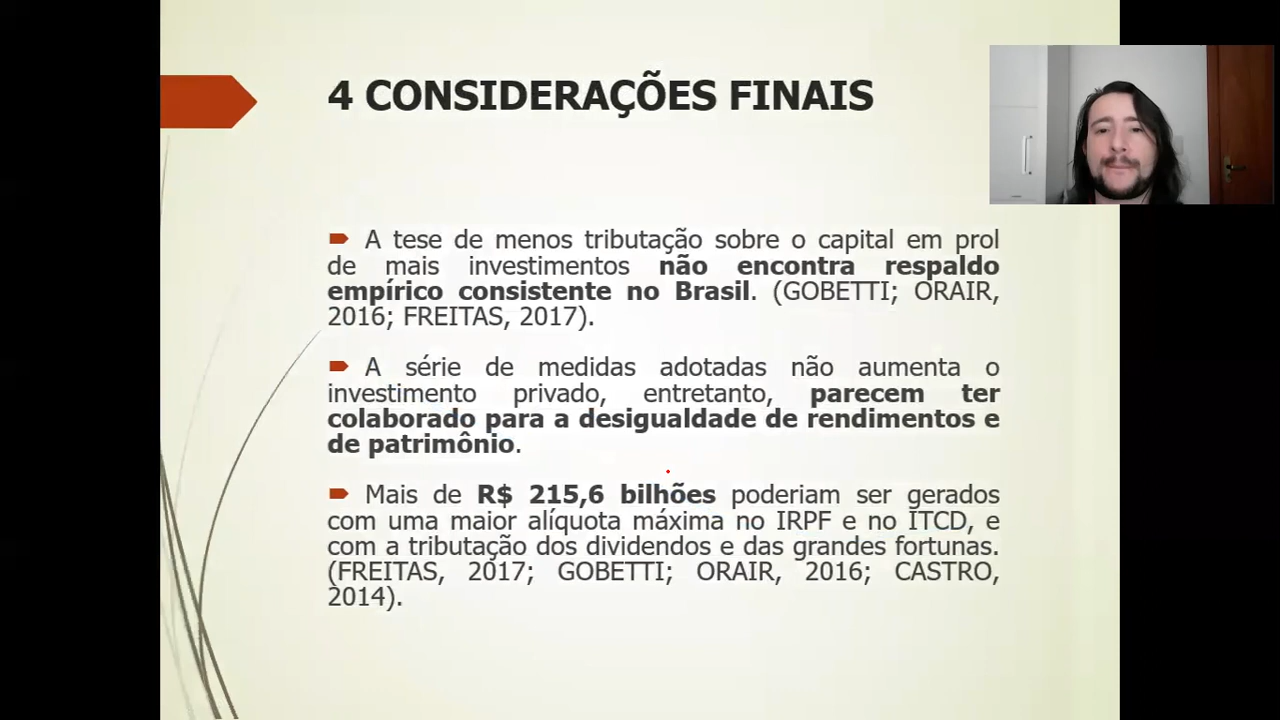 4 CONSIDERAÇÕES FINAIS
A tese de menos tributação sobre o capital em prol
de mais investimentos não encontra respaldo
empírico consistente no Brasil. (GOBETTI; ORAIR,
2016; FREITAS, 2017).
A série de medidas adotadas não aumenta o
investimento privado, entretanto, parecem ter
colaborado para a desigualdade de rendimentos e
de patrimônio.
Mais de R$ 215,6 bilhões poderiam ser gerados
com uma maior alíquota máxima no IRPF e no ITCD, e
com a tributação dos dividendos e das grandes fortunas.
(FREITAS, 2017; GOBETTI; ORAIR, 2016; CASTRO,
2014).